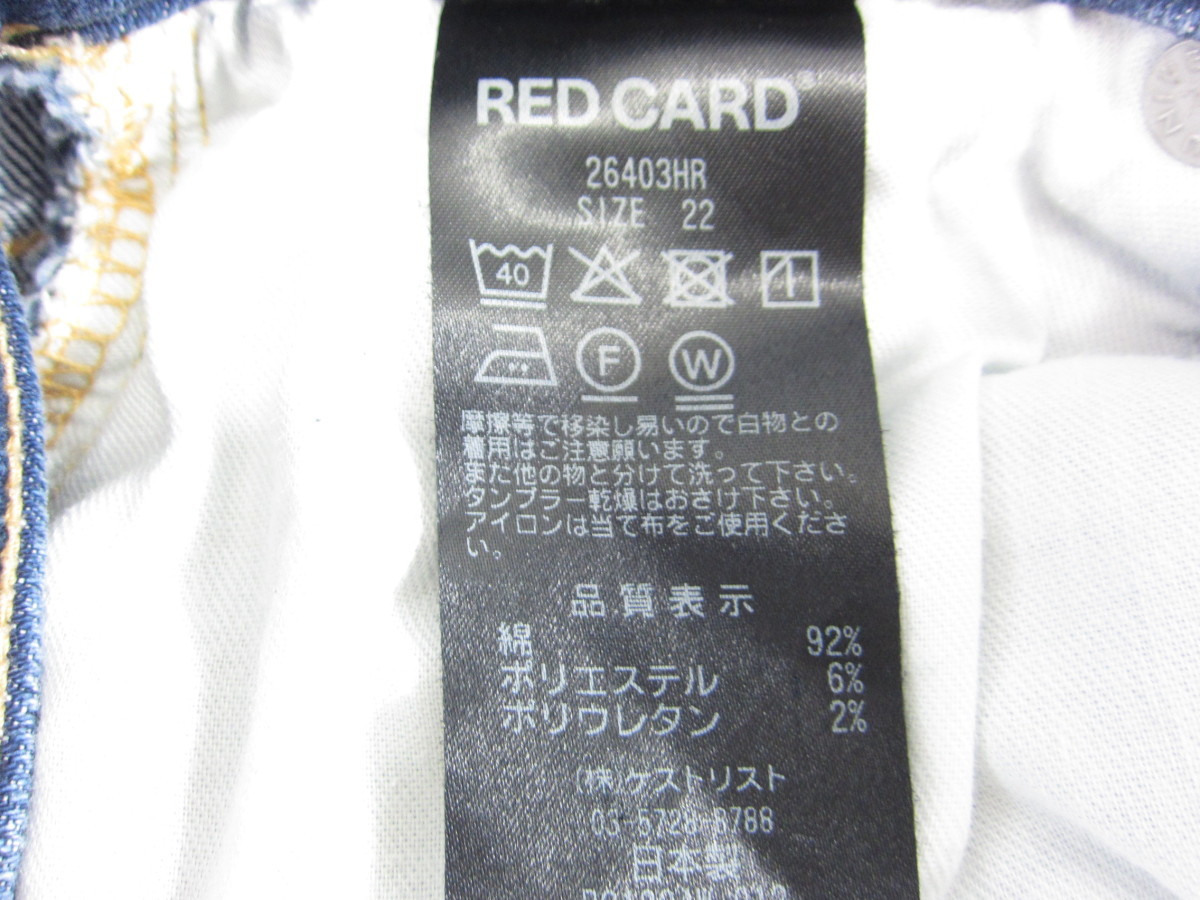 RED CARD®
26403HR
SIZE 22
40
F W
摩擦等で移染し易いので白物との
着用はご注意願います。
また他の物と分けて洗って下さい。
タンブラー乾燥はおさけ下さい。
アイロンは当て布をご使用くださ
い。
品質表示
綿 92%
ポリエステル 6%
ポリウレタン 2%
(株)ゲストリスト
03-5728-8788
日本製